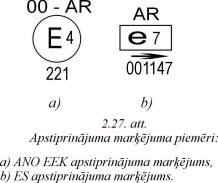 00 - AR
E 4
221
a)
AR
e 7
001147
b)
2.27. att.
Apstiprinājuma marķējuma piemēri:
a) ANO EEK apstiprinājuma marķējums,
b) ES apstiprinājums marķējums.